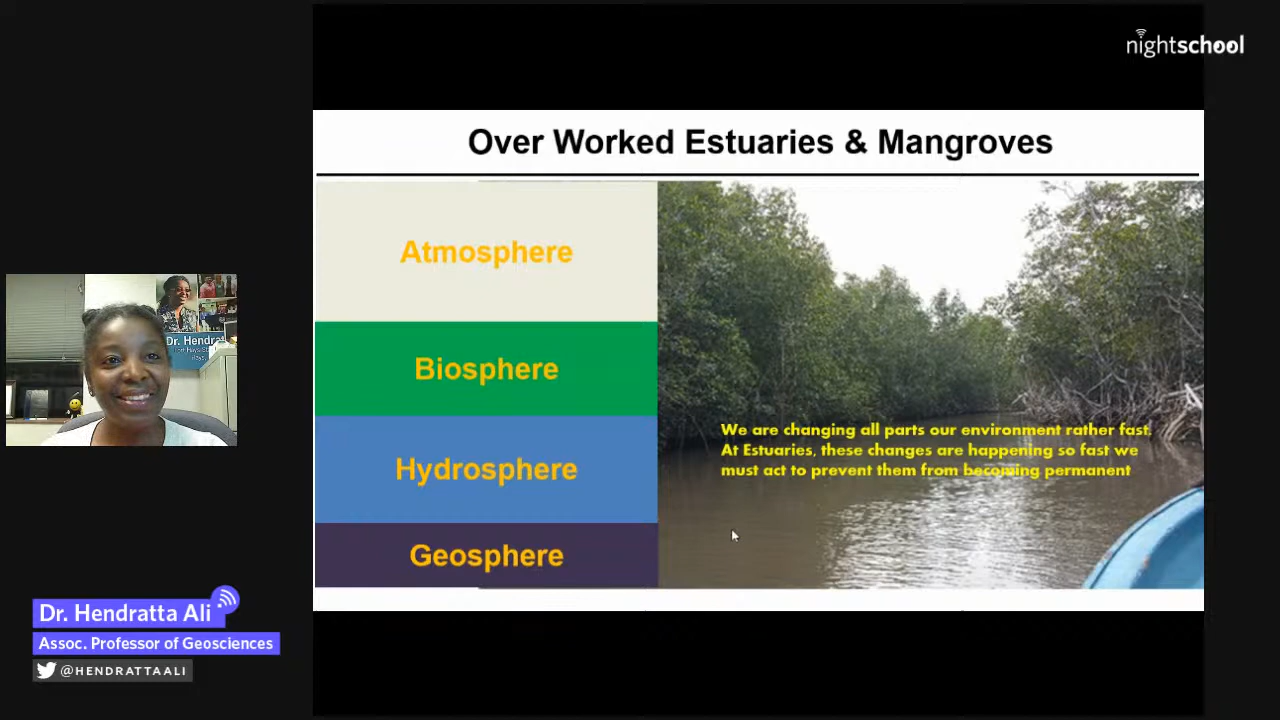 nightschool
Over Worked Estuaries & Mangroves
Atmosphere
Biosphere
Hydrosphere
Geosphere
We are changing all parts our environment rather fast.
At Estuaries, these changes are happening so fast we
must act to prevent them from becoming permanent
Dr. Hendrat
Dr. Hendratta Ali
Assoc. Professor of Geosciences
@HENDRATTAALI